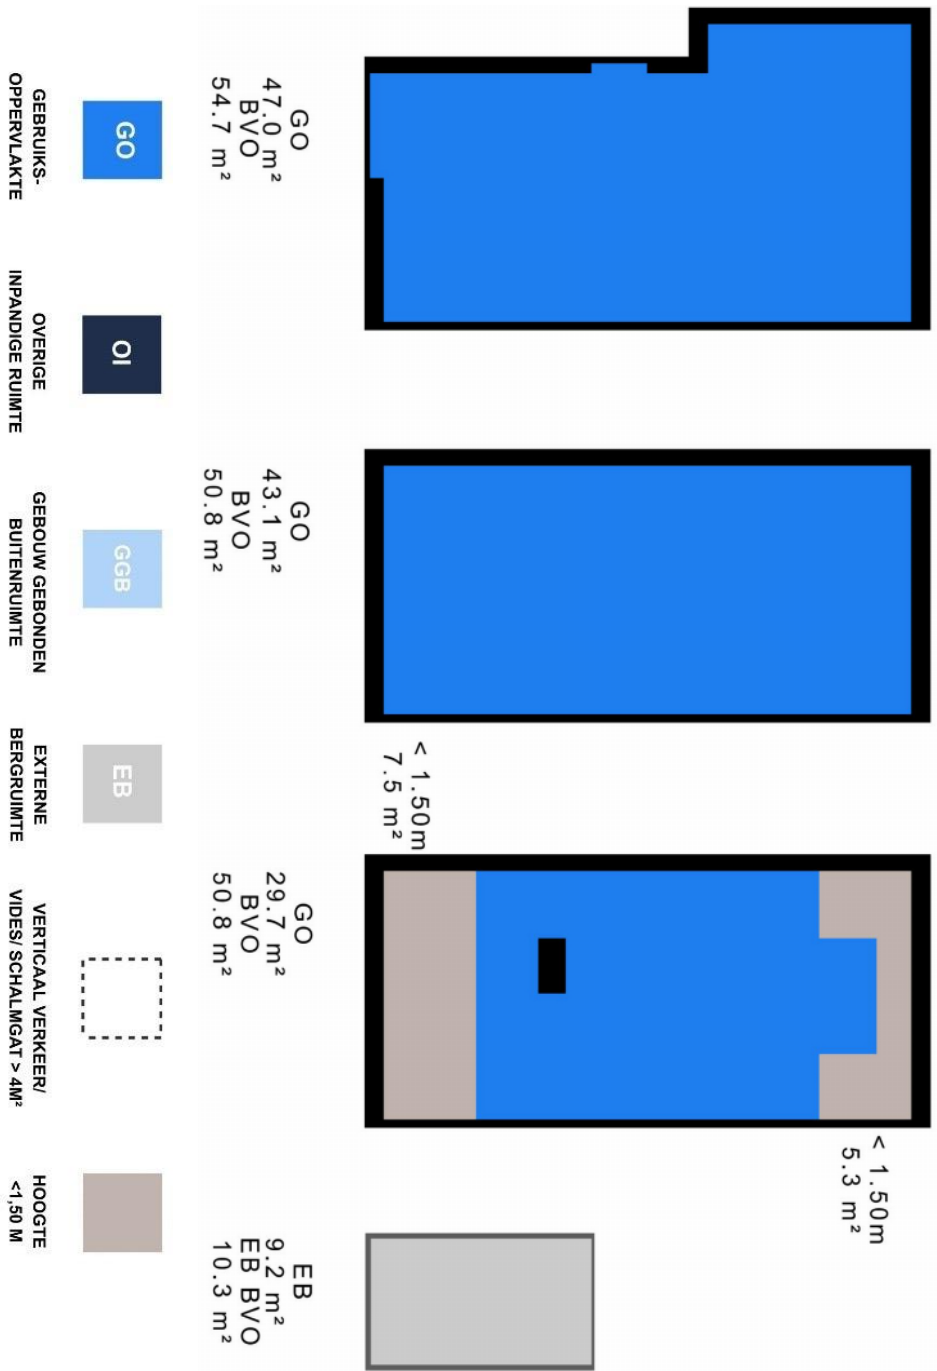 GO
47.0 m²
BVO
54.7 m²
GO
43.1 m²
BVO
50.8 m²
< 1.50m
7.5 m²
GO
29.7 m²
BVO
50.8 m²
< 1.50m
5.3 m²
EB
9.2 m²
EB BVO
10.3 m²
GO
GEBRUIKS-
OPPERVLAKTE
OI
OVERIGE
INPANDIGE RUIMTE
GGB
GEBOUW GEBONDEN
BUITENRUIMTE
EB
EXTERNE
BERGRUIMTE
VERTICAAL VERKEER/
VIDES/ SCHALMGAT > 4M²
HOOGTE
<1,50 M